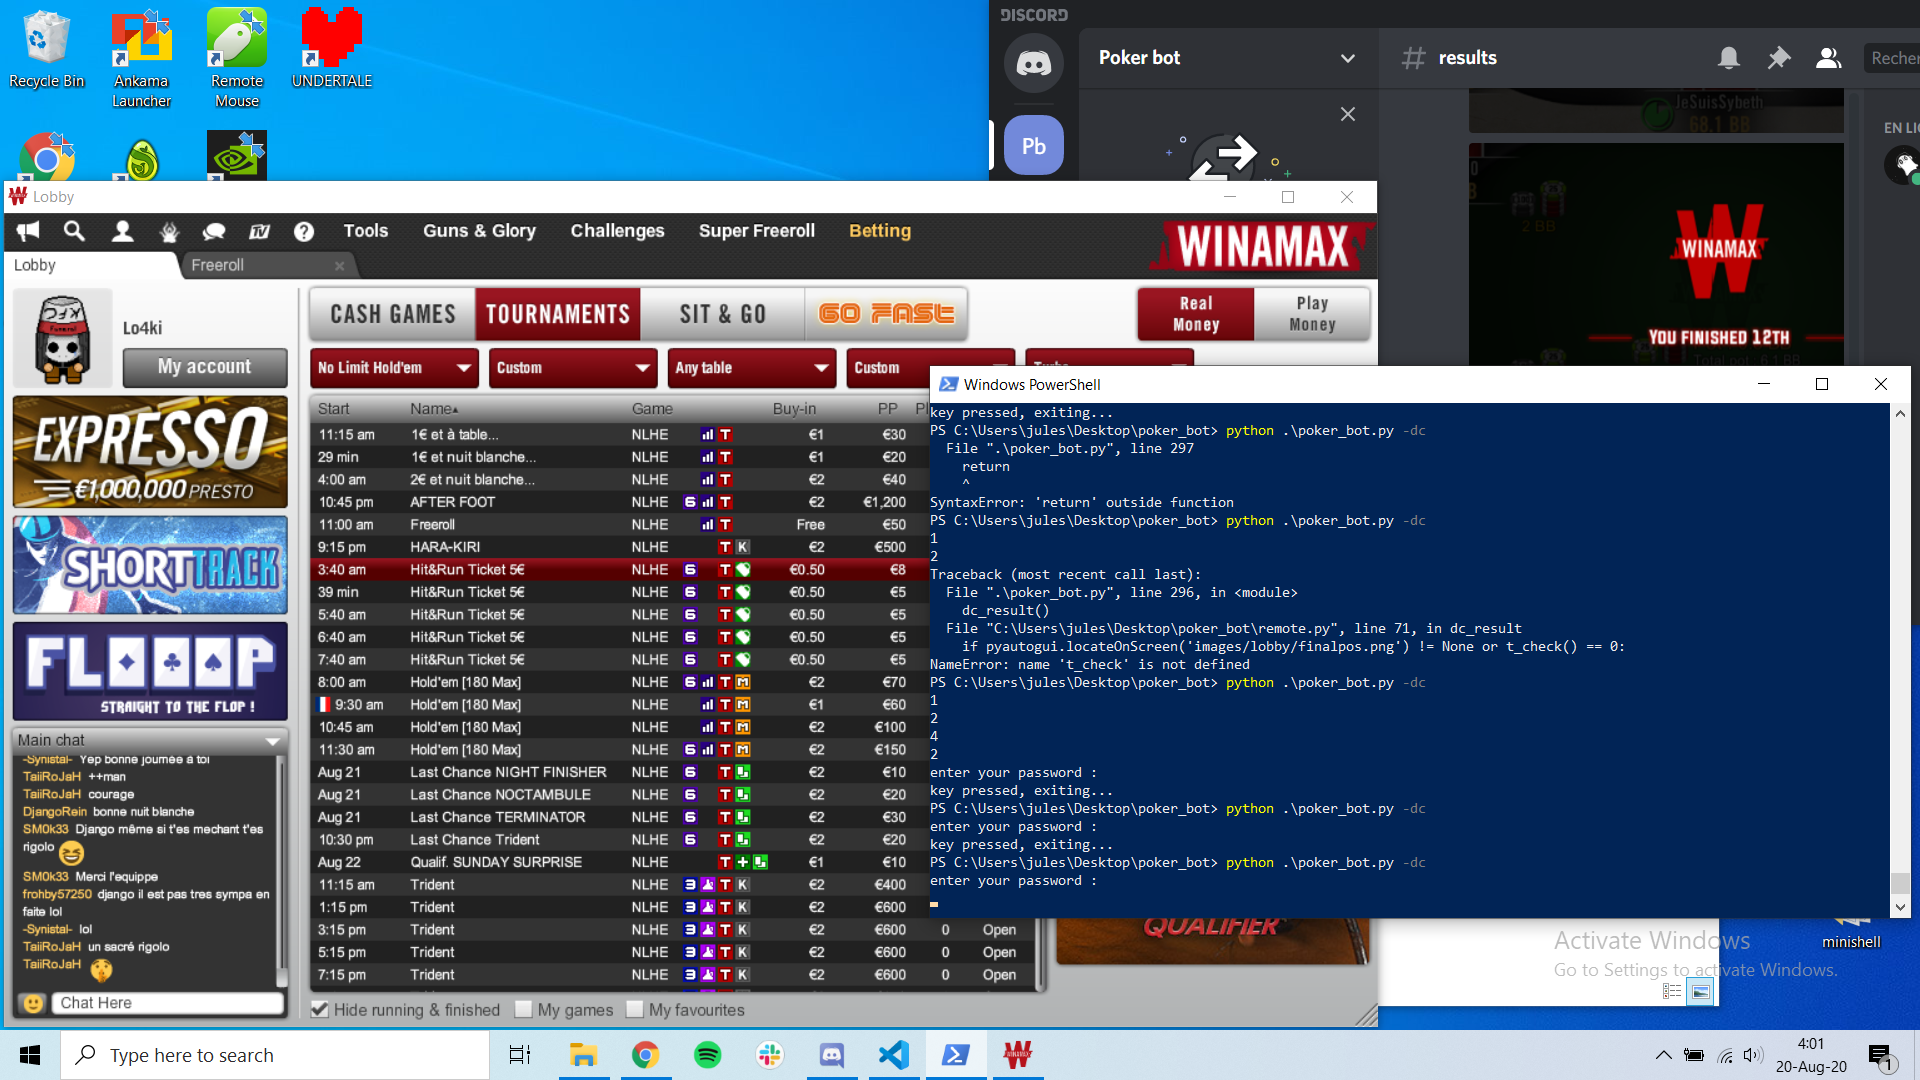 Recycle Bin
Ankama Launcher
Remote Mouse
UNDERTALE
DISCORD
Poker bot
results
Recher
Pb
EN LIC
JeSuisSybeth
68.1 BB
2 BB
WINAMAX
YOU FINISHED 12TH
Total pot : 6.1 BB
Lobby
Tools
Guns & Glory
Challenges
Super Freeroll
Betting
WINAMAX
Lobby
Freeroll
Lo4ki
My account
CASH GAMES
TOURNAMENTS
SIT & GO
GO FAST
Real Money
Play Money
No Limit Hold'em
Custom
Any table
Custom
EXPRESSO
€1,000,000 PRESTO
SHORTTRACK
FLOOOP
STRAIGHT TO THE FLOP !
Start Name Game Buy-in PP
11:15 am 1€ et à table... NLHE T €1 €30
29 min 1€ et nuit blanche... NLHE T €1 €20
4:00 am 2€ et nuit blanche... NLHE T €2 €40
10:45 pm AFTER FOOT NLHE 6 T €2 €1,200
11:00 am Freeroll NLHE T Free €50
9:15 pm HARA-KIRI NLHE T K €2 €500
3:40 am Hit&Run Ticket 5€ NLHE 6 T €0.50 €8
39 min Hit&Run Ticket 5€ NLHE 6 T €0.50 €5
5:40 am Hit&Run Ticket 5€ NLHE 6 T €0.50 €5
6:40 am Hit&Run Ticket 5€ NLHE 6 T €0.50 €5
7:40 am Hit&Run Ticket 5€ NLHE 6 T €0.50 €5
8:00 am Hold'em [180 Max] NLHE 6 T M €2 €70
9:30 am Hold'em [180 Max] NLHE T M €1 €60
10:45 am Hold'em [180 Max] NLHE T M €2 €100
11:30 am Hold'em [180 Max] NLHE 6 T M €2 €150
Aug 21 Last Chance NIGHT FINISHER NLHE 6 T €2 €10
Aug 21 Last Chance NOCTAMBULE NLHE 6 T €2 €20
Aug 21 Last Chance TERMINATOR NLHE 6 T €2 €30
10:30 pm Last Chance Trident NLHE 6 T €2 €20
Aug 22 Qualif. SUNDAY SURPRISE NLHE T + €1 €10
11:15 am Trident NLHE 3 T K €2 €400
1:15 pm Trident NLHE 3 T K €2 €600
3:15 pm Trident NLHE 3 T K €2 €600 0 Open
5:15 pm Trident NLHE 3 T K €2 €600 0 Open
7:15 pm Trident NLHE 3 T K €2 €600 0 Open
Hide running & finished
My games
My favourites
Main chat
-Synistal- Yep bonne journée à toi
TaiiRoJaH ++man
TaiiRoJaH courage
DjangoRein bonne nuit blanche
SM0k33 Django même si t'es mechant t'es
rigolo
SM0k33 Merci l'equippe
frohby57250 django il est pas tres sympa en
faite lol
-Synistal- lol
TaiiRoJaH un sacré rigolo
TaiiRoJaH
Chat Here
QUALIFIER
Windows PowerShell
key pressed, exiting...
PS C:\Users\jules\Desktop\poker_bot> python .\poker_bot.py -dc
File ".\poker_bot.py", line 297
return
^
SyntaxError: 'return' outside function
PS C:\Users\jules\Desktop\poker_bot> python .\poker_bot.py -dc
1
2
Traceback (most recent call last):
File ".\poker_bot.py", line 296, in <module>
dc_result()
File "C:\Users\jules\Desktop\poker_bot\remote.py", line 71, in dc_result
if pyautogui.locateOnScreen('images/lobby/finalpos.png') != None or t_check() == 0:
NameError: name 't_check' is not defined
PS C:\Users\jules\Desktop\poker_bot> python .\poker_bot.py -dc
1
2
4
2
enter your password :
key pressed, exiting...
PS C:\Users\jules\Desktop\poker_bot> python .\poker_bot.py -dc
enter your password :
key pressed, exiting...
PS C:\Users\jules\Desktop\poker_bot> python .\poker_bot.py -dc
enter your password :
minishell
Activate Windows
Go to Settings to activate Windows.
Type here to search
4:01
20-Aug-20
1